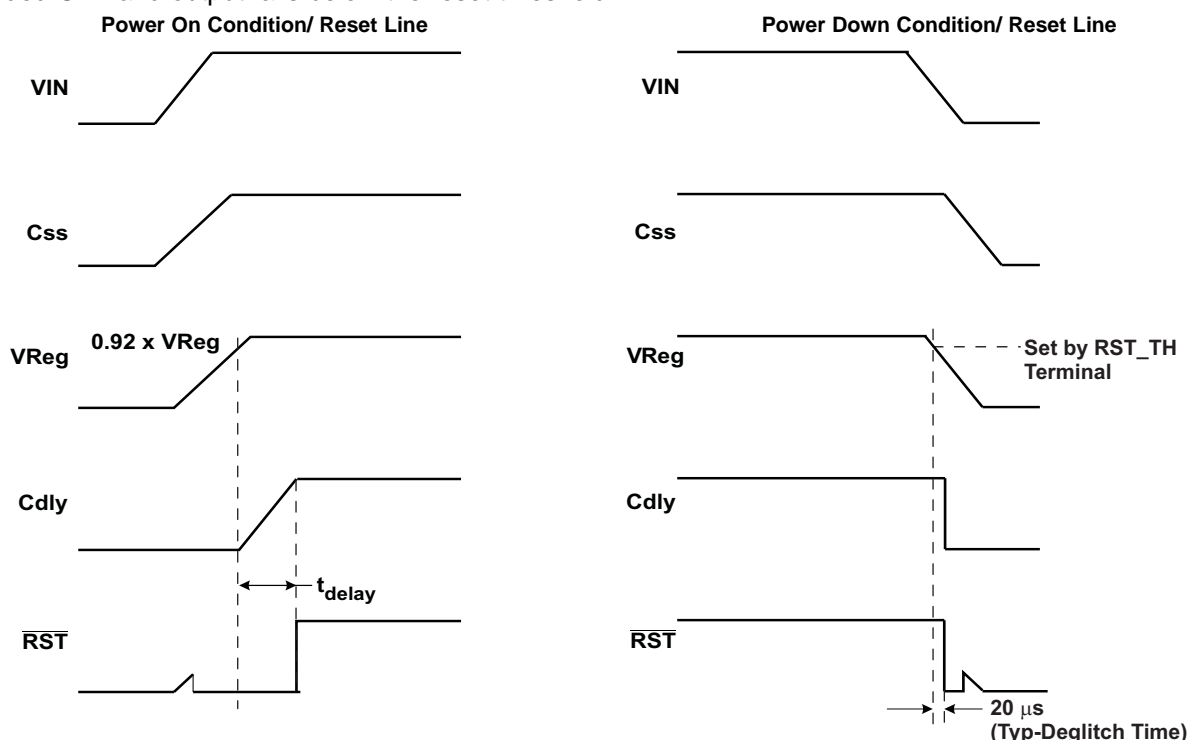 Power On Condition/ Reset Line
VIN
Css
VReg
0.92 x VReg
Cdly
tdelay
RST
Power Down Condition/ Reset Line
VIN
Css
VReg
Set by RST_TH
Terminal
Cdly
RST
20 μs
(Typ-Deglitch Time)